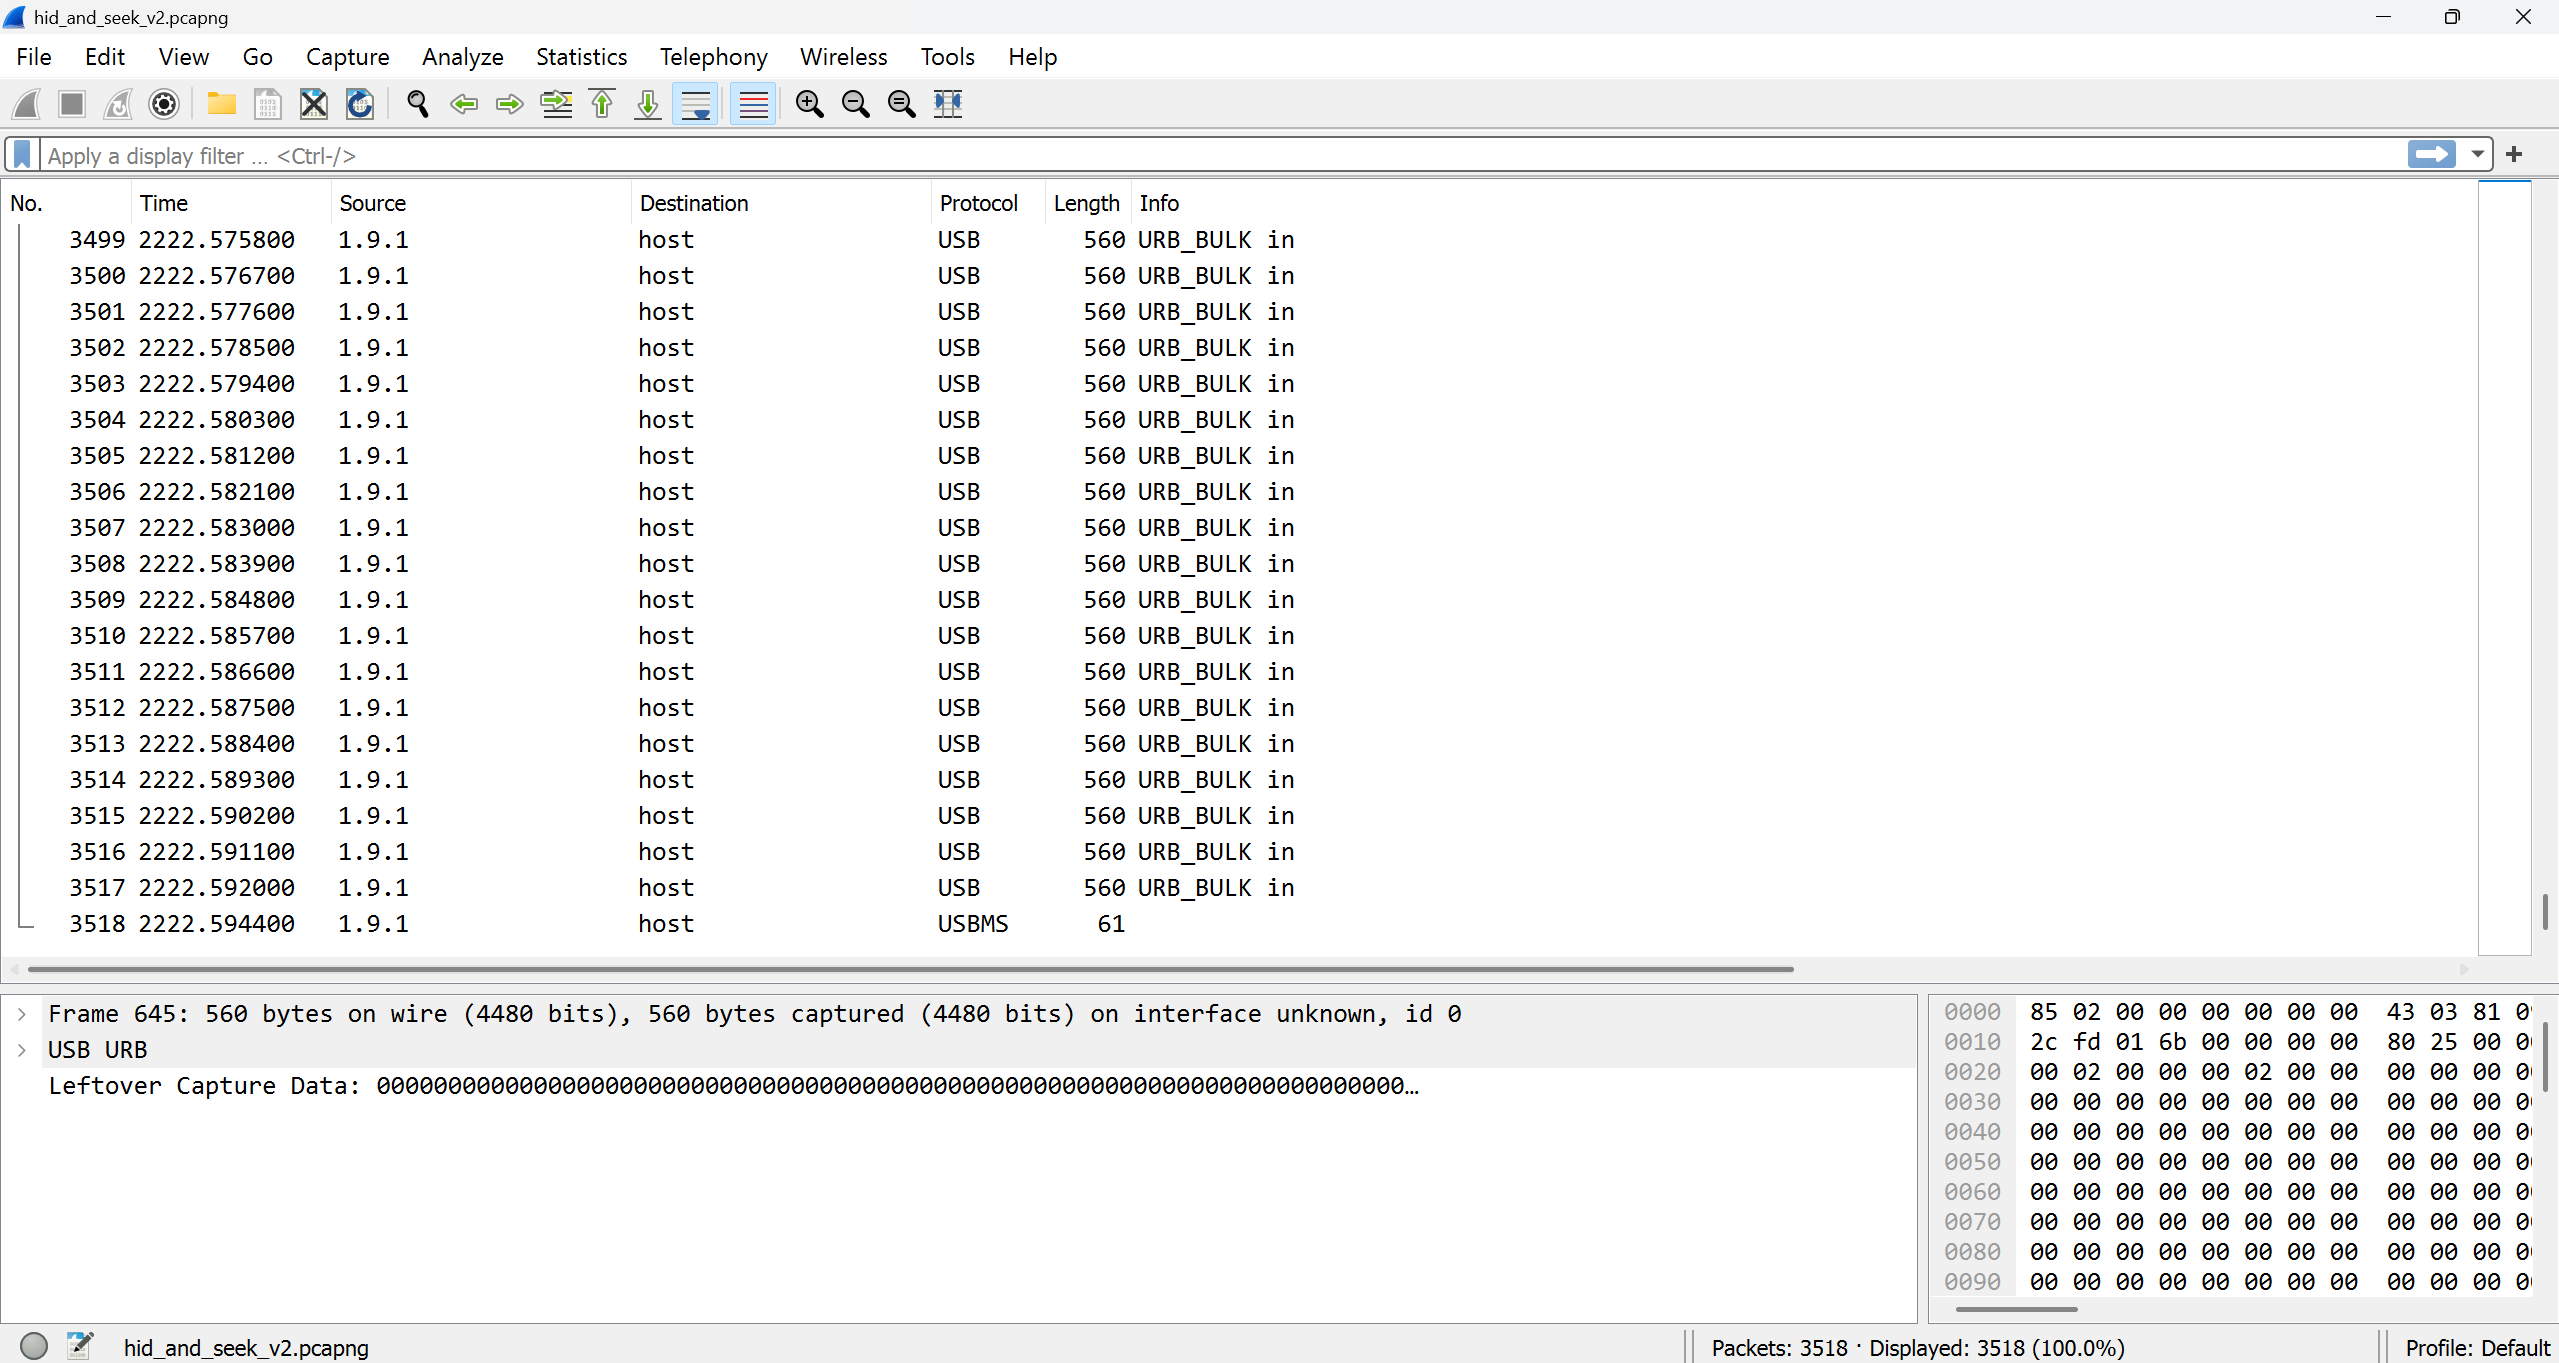 hid_and_seek_v2.pcapng
File Edit View Go Capture Analyze Statistics Telephony Wireless Tools Help
Apply a display filter … <Ctrl-/>
No. Time Source Destination Protocol Length Info
3499 2222.575800 1.9.1 host USB 560 URB_BULK in
3500 2222.576700 1.9.1 host USB 560 URB_BULK in
3501 2222.577600 1.9.1 host USB 560 URB_BULK in
3502 2222.578500 1.9.1 host USB 560 URB_BULK in
3503 2222.579400 1.9.1 host USB 560 URB_BULK in
3504 2222.580300 1.9.1 host USB 560 URB_BULK in
3505 2222.581200 1.9.1 host USB 560 URB_BULK in
3506 2222.582100 1.9.1 host USB 560 URB_BULK in
3507 2222.583000 1.9.1 host USB 560 URB_BULK in
3508 2222.583900 1.9.1 host USB 560 URB_BULK in
3509 2222.584800 1.9.1 host USB 560 URB_BULK in
3510 2222.585700 1.9.1 host USB 560 URB_BULK in
3511 2222.586600 1.9.1 host USB 560 URB_BULK in
3512 2222.587500 1.9.1 host USB 560 URB_BULK in
3513 2222.588400 1.9.1 host USB 560 URB_BULK in
3514 2222.589300 1.9.1 host USB 560 URB_BULK in
3515 2222.590200 1.9.1 host USB 560 URB_BULK in
3516 2222.591100 1.9.1 host USB 560 URB_BULK in
3517 2222.592000 1.9.1 host USB 560 URB_BULK in
3518 2222.594400 1.9.1 host USBMS 61
Frame 645: 560 bytes on wire (4480 bits), 560 bytes captured (4480 bits) on interface unknown, id 0
USB URB
Leftover Capture Data: 000000000000000000000000000000000000000000000000000000000000000000000000…
0000 85 02 00 00 00 00 00 00 43 03 81
0010 2c fd 01 6b 00 00 00 00 80 25 00
0020 00 02 00 00 00 02 00 00 00 00 00
0030 00 00 00 00 00 00 00 00 00 00 00
0040 00 00 00 00 00 00 00 00 00 00 00
0050 00 00 00 00 00 00 00 00 00 00 00
0060 00 00 00 00 00 00 00 00 00 00 00
0070 00 00 00 00 00 00 00 00 00 00 00
0080 00 00 00 00 00 00 00 00 00 00 00
0090 00 00 00 00 00 00 00 00 00 00 00
hid_and_seek_v2.pcapng
Packets: 3518 · Displayed: 3518 (100.0%)
Profile: Default